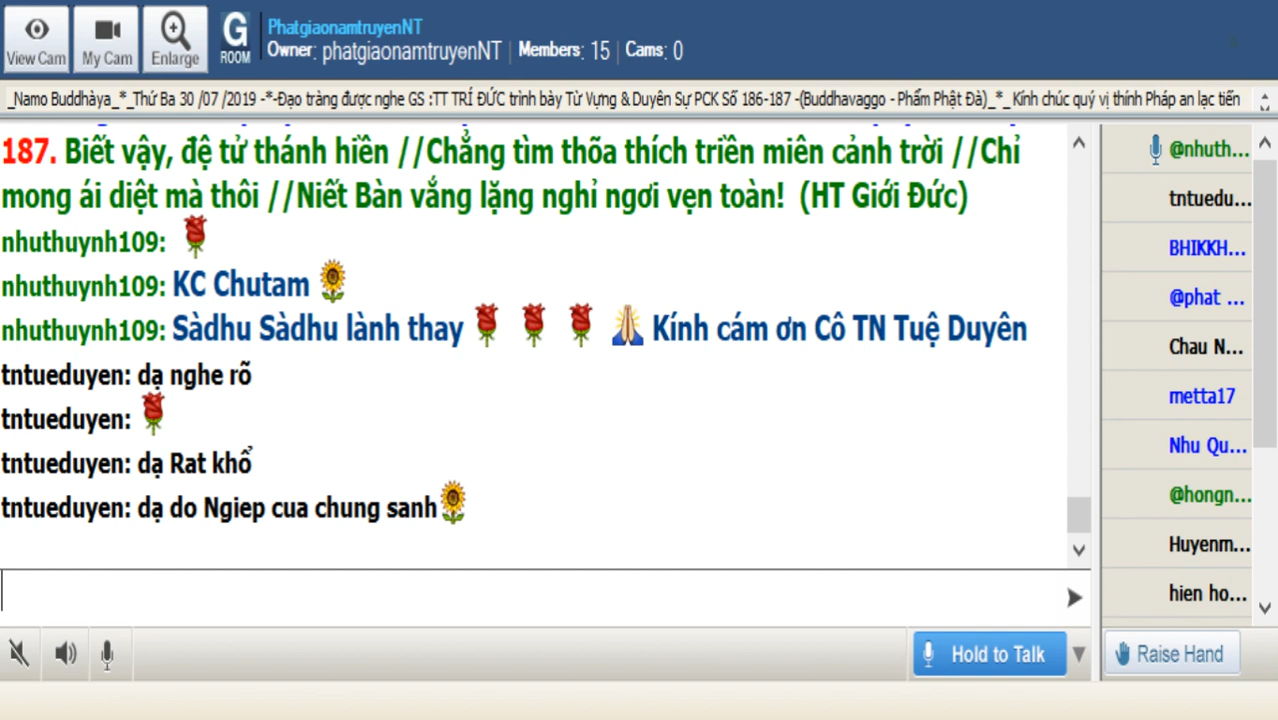 View Cam
My Cam
Enlarge
G
ROOM
PhatgiaonamtruyenNT
Owner: phatgiaonamtruyenNT | Members: 15 | Cams: 0
_Namo Buddhàya_*_Thứ Ba 30 /07 /2019 -*-Đạo tràng được nghe GS :TT TRÍ ĐỨC trình bày Từ Vựng & Duyên Sự PCK Số 186-187 -(Buddhavaggo - Phẩm Phật Đà)_*_ Kính chúc quý vị thính Pháp an lạc tiến
187. Biết vậy, đệ tử thánh hiền //Chẳng tìm thõa thích triền miên cảnh trời //Chỉ
mong ái diệt mà thôi //Niết Bàn vắng lặng nghỉ ngơi vẹn toàn! (HT Giới Đức)
nhuthuynh109:
nhuthuynh109: KC Chutam
nhuthuynh109: Sàdhu Sàdhu lành thay Kính cám ơn Cô TN Tuệ Duyên
tntueduyen: dạ nghe rõ
tntueduyen:
tntueduyen: dạ Rat khổ
tntueduyen: dạ do Ngiep cua chung sanh
@nhuth...
tntuedu...
BHIKKH...
@phat ...
Chau N...
metta17
Nhu Qu...
@hongn...
Huyenm...
hien ho...
Hold to Talk
Raise Hand